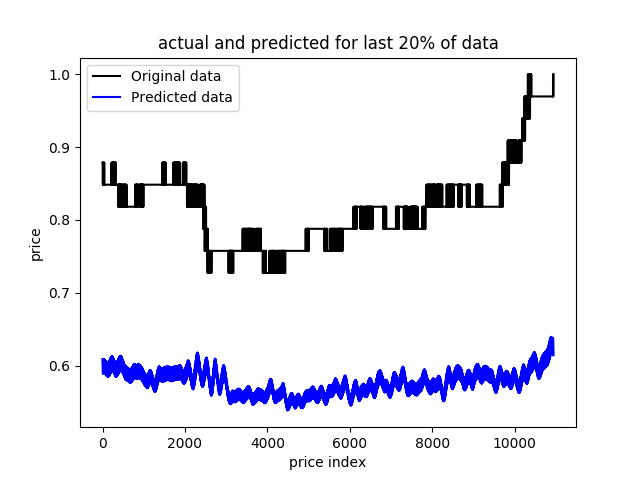 actual and predicted for last 20% of data
Original data
Predicted data
1.0
0.9
0.8
0.7
0.6
price
0 2000 4000 6000 8000 10000
price index